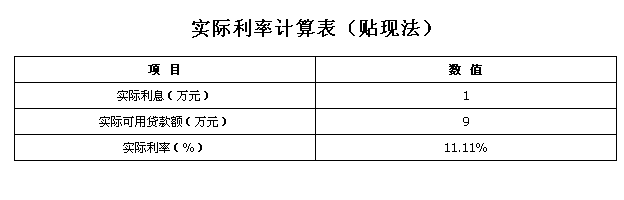 实际利率计算表（贴现法）
项 目 数 值
实际利息（万元） 1
实际可用贷款额（万元） 9
实际利率（%） 11.11%